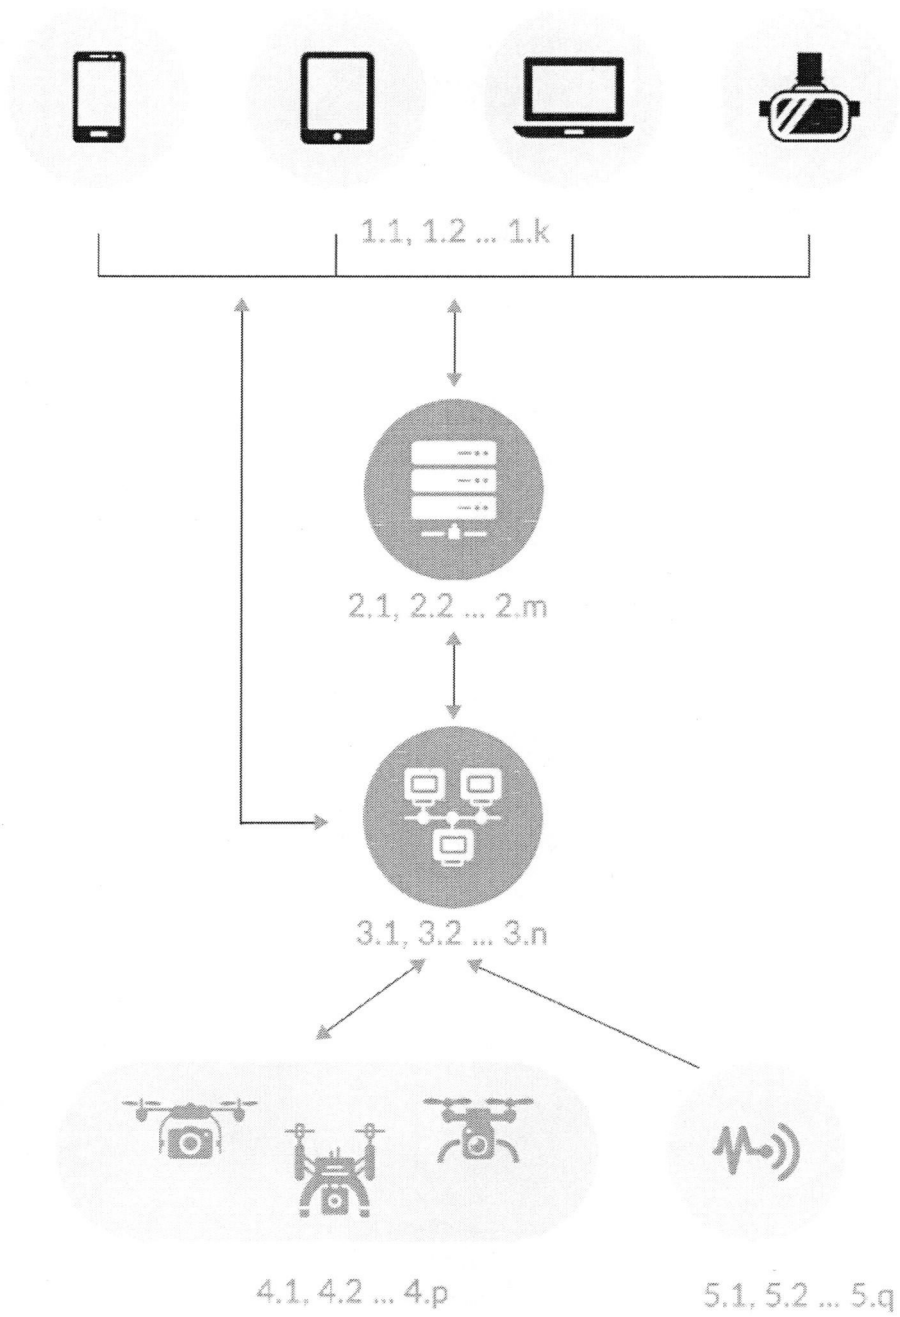 1.1, 1.2 ... 1.k
2.1, 2.2 ... 2.m
3.1, 3.2 ... 3.n
4.1, 4.2 ... 4.p
5.1, 5.2 ... 5.q